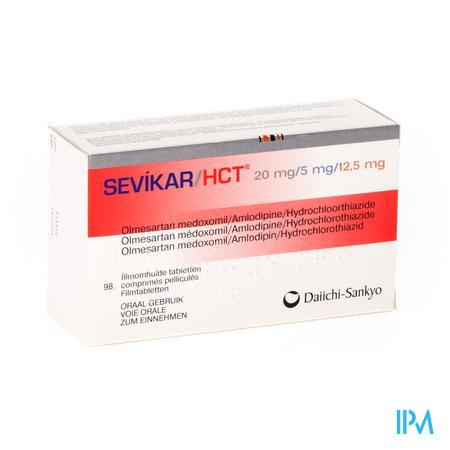 SEVÍKAR/HCT® 20 mg/5 mg/12,5 mg
Olmesartan medoxomil/Amlodipine/Hydrochloorthiazide
Olmésartan médoxomil/Amlodipine/Hydrochlorothiazide
Olmesartan medoxomil/Amlodipin/Hydrochlorothiazid
98
filmomhulde tabletten
comprimés pelliculés
Filmtabletten
ORAAL GEBRUIK
VOIE ORALE
ZUM EINNEHMEN
Daiichi-Sankyo
IPM